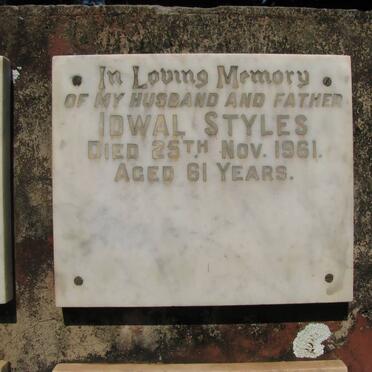 In Loving Memory
OF MY HUSBAND AND FATHER
IDWAL STYLES
DIED 25TH NOV. 1961.
AGED 61 YEARS.